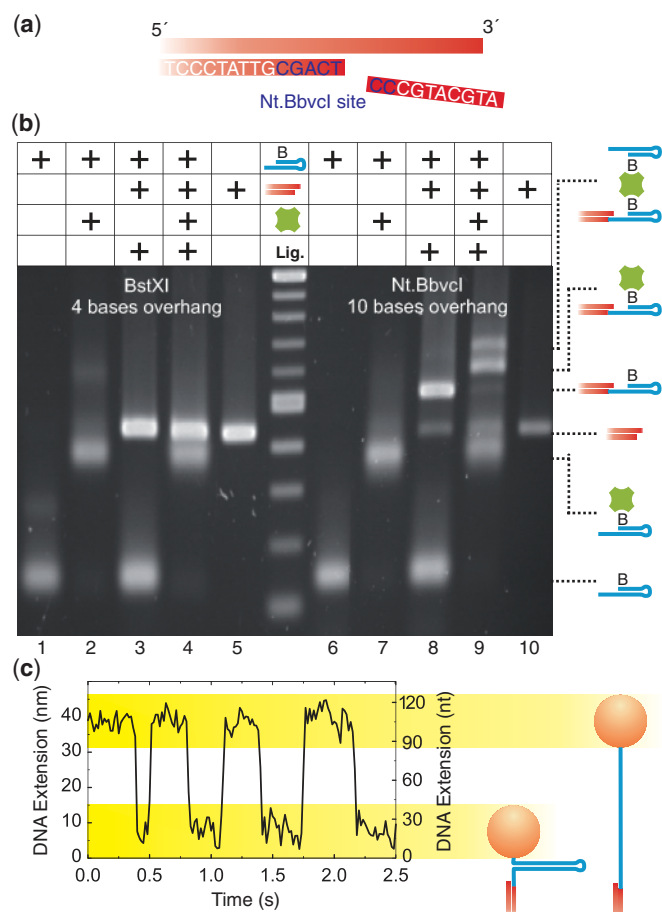 (a)
5´ 3´
TCCCTATTGCGACT
CCCGTACGTA
Nt.BbvcI site
(b)
+ + + + B + + + +
+ + + + + +
+ + + +
+ + Lig. + +
BstXI
4 bases overhang
Nt.BbvcI
10 bases overhang
B
B
B
B
B
B
1 2 3 4 5 6 7 8 9 10
(c)
DNA Extension (nm)
40
30
20
10
0
0.0 0.5 1.0 1.5 2.0 2.5
Time (s)
DNA Extension (nt)
120
90
60
30
0